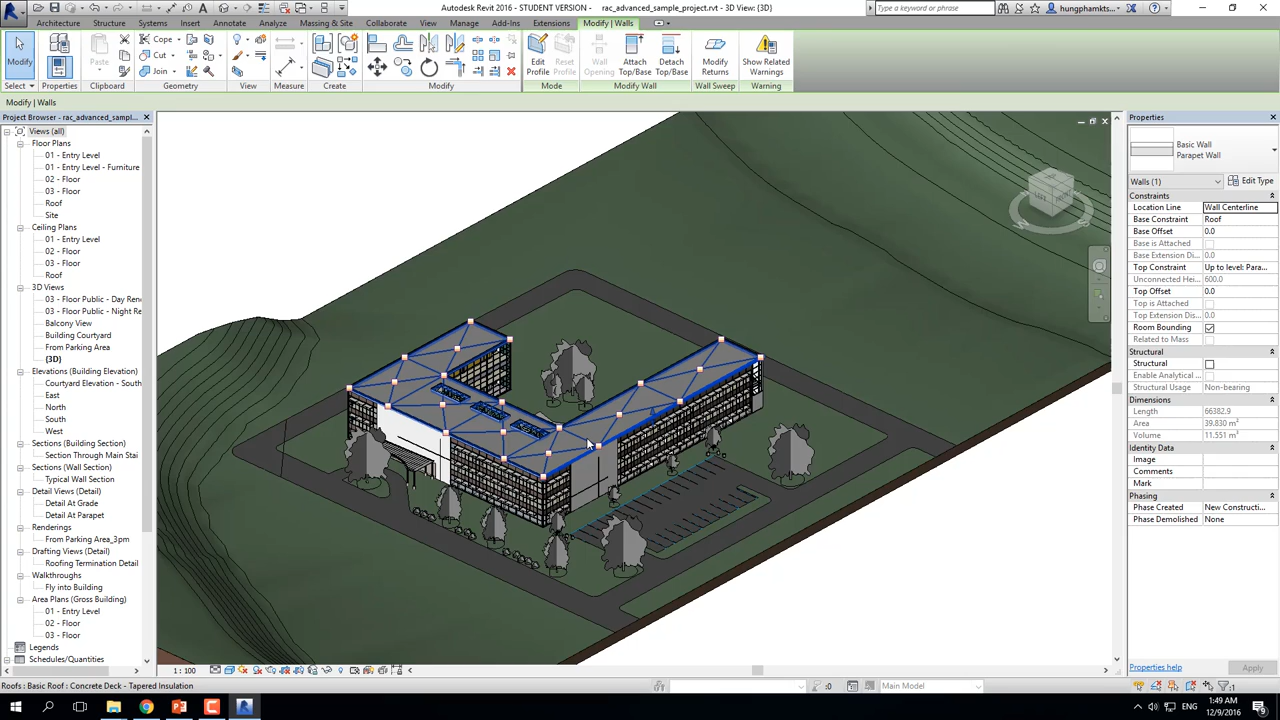 Autodesk Revit 2016 - STUDENT VERSION - rac_advanced_sample_project.rvt - 3D View: {3D}
Type a keyword or phrase
hungphamkts...
Architecture Structure Systems Insert Annotate Analyze Massing & Site Collaborate View Manage Add-Ins Extensions Modify | Walls
Modify
Paste
Cope
Cut
Join
Edit Profile
Reset Profile
Wall Opening
Attach Top/Base
Detach Top/Base
Modify Returns
Show Related Warnings
Select Properties Clipboard Geometry View Measure Create Modify Mode Modify Wall Wall Sweep Warning
Modify | Walls
Project Browser - rac_advanced_sampl...
Views (all)
Floor Plans
01 - Entry Level
01 - Entry Level - Furniture
02 - Floor
03 - Floor
Roof
Site
Ceiling Plans
01 - Entry Level
02 - Floor
03 - Floor
Roof
3D Views
03 - Floor Public - Day Ren
03 - Floor Public - Night R
Balcony View
Building Courtyard
From Parking Area
{3D}
Elevations (Building Elevation)
Courtyard Elevation - South
East
North
South
West
Sections (Building Section)
Section Through Main Stai
Sections (Wall Section)
Typical Wall Section
Detail Views (Detail)
Detail At Grade
Detail At Parapet
Renderings
From Parking Area_3pm
Drafting Views (Detail)
Roofing Termination Detail
Walkthroughs
Fly into Building
Area Plans (Gross Building)
01 - Entry Level
02 - Floor
03 - Floor
Legends
Schedules/Quantities
Properties
Basic Wall
Parapet Wall
Walls (1)
Edit Type
Constraints
Location Line Wall Centerline
Base Constraint Roof
Base Offset 0.0
Base is Attached
Base Extension Di... 0.0
Top Constraint Up to level: Para...
Unconnected Hei... 600.0
Top Offset 0.0
Top is Attached
Top Extension Dis... 0.0
Room Bounding
Related to Mass
Structural
Structural
Enable Analytical ...
Structural Usage Non-bearing
Dimensions
Length 66382.9
Area 39.830 m²
Volume 11.551 m³
Identity Data
Image
Comments
Mark
Phasing
Phase Created New Constructi...
Phase Demolished None
Properties help
Apply
1 : 100
Roofs : Basic Roof : Concrete Deck - Tapered Insulation
:0
Main Model
:1
ENG
1:49 AM
12/9/2016